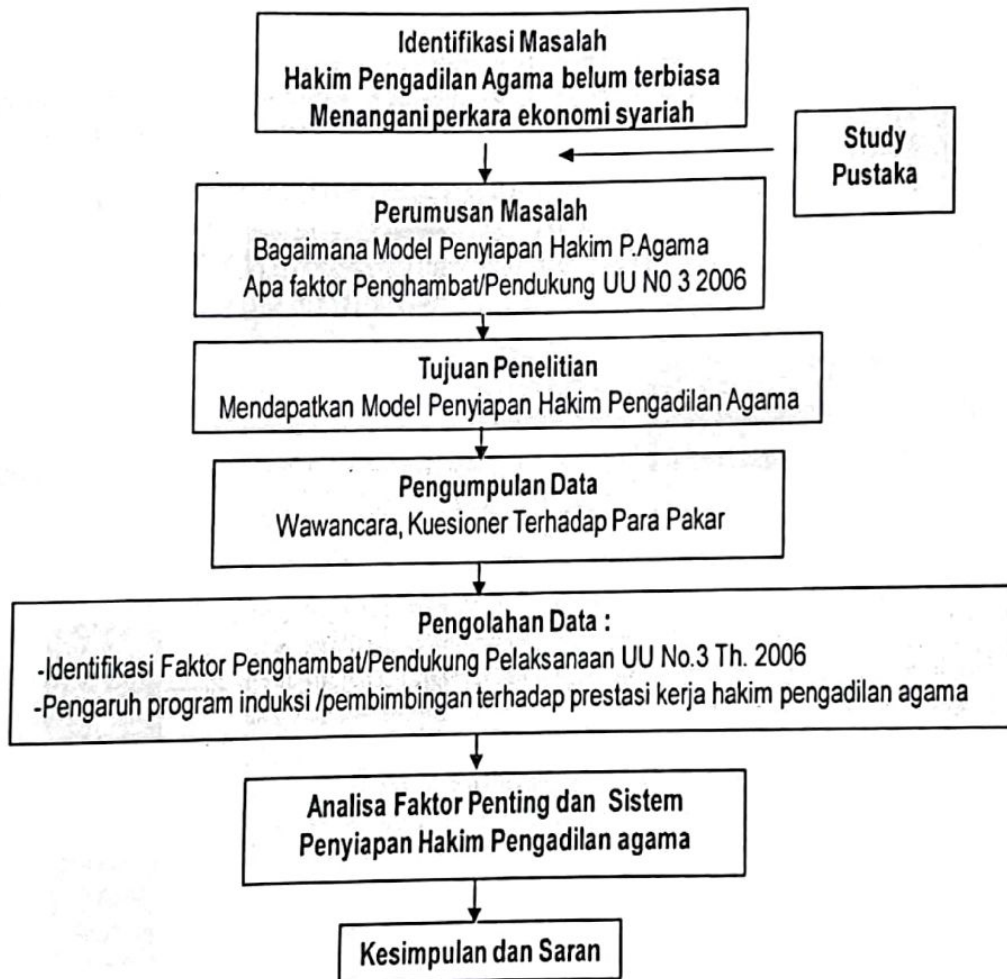 Identifikasi Masalah
Hakim Pengadilan Agama belum terbiasa
Menangani perkara ekonomi syariah
Study
Pustaka
Perumusan Masalah
Bagaimana Model Penyiapan Hakim P.Agama
Apa faktor Penghambat/Pendukung UU N0 3 2006
Tujuan Penelitian
Mendapatkan Model Penyiapan Hakim Pengadilan Agama
Pengumpulan Data
Wawancara, Kuesioner Terhadap Para Pakar
Pengolahan Data :
-Identifikasi Faktor Penghambat/Pendukung Pelaksanaan UU No.3 Th. 2006
-Pengaruh program induksi /pembimbingan terhadap prestasi kerja hakim pengadilan agama
Analisa Faktor Penting dan Sistem
Penyiapan Hakim Pengadilan agama
Kesimpulan dan Saran